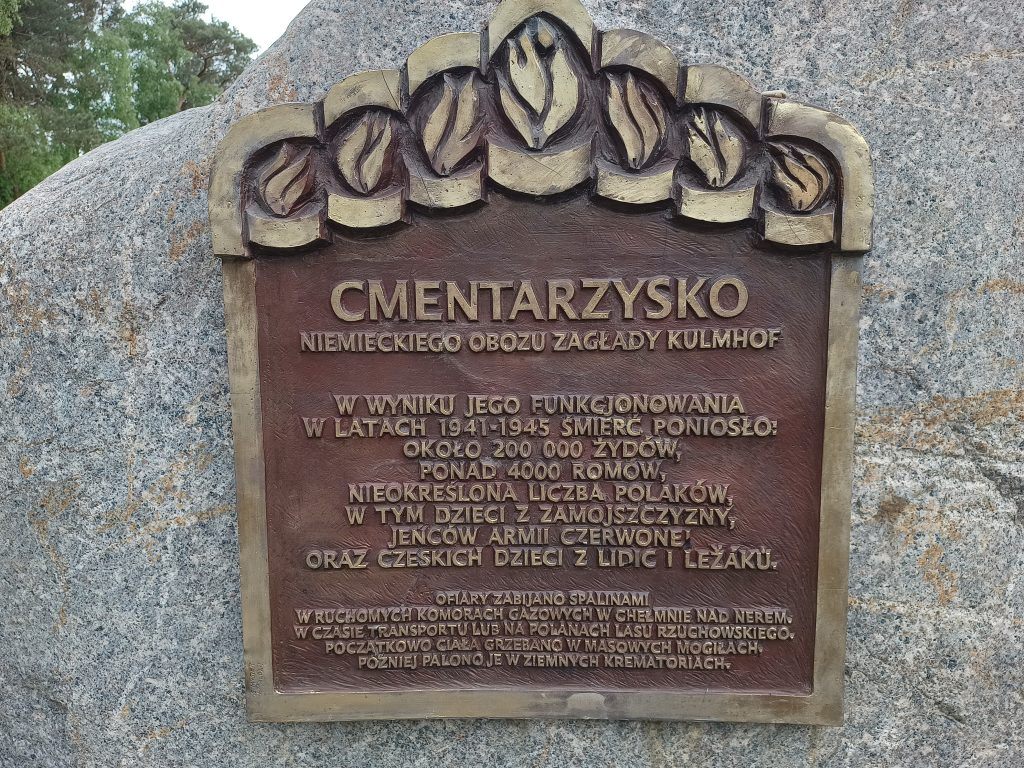 CMENTARZYSKO
NIEMIECKIEGO OBOZU ZAGŁADY KULMHOF
W WYNIKU JEGO FUNKCJONOWANIA
W LATACH 1941-1945 ŚMIERĆ PONIOSŁO:
OKOŁO 200 000 ŻYDÓW,
PONAD 4000 ROMÓW,
NIEOKREŚLONA LICZBA POLAKÓW,
W TYM DZIECI Z ZAMOJSZCZYZNY,
JEŃCÓW ARMII CZERWONEJ
ORAZ CZESKICH DZIECI Z LIDIC I LEŽÁKŮ.
OFIARY ZABIJANO SPALINAMI
W RUCHOMYCH KOMORACH GAZOWYCH W CHEŁMNIE NAD NEREM,
W CZASIE TRANSPORTU LUB NA POLANACH LASU RZUCHOWSKIEGO.
POCZĄTKOWO CIAŁA GRZEBANO W MASOWYCH MOGIŁACH,
PÓŹNIEJ PALONO JE W ZIEMNYCH KREMATORIACH.